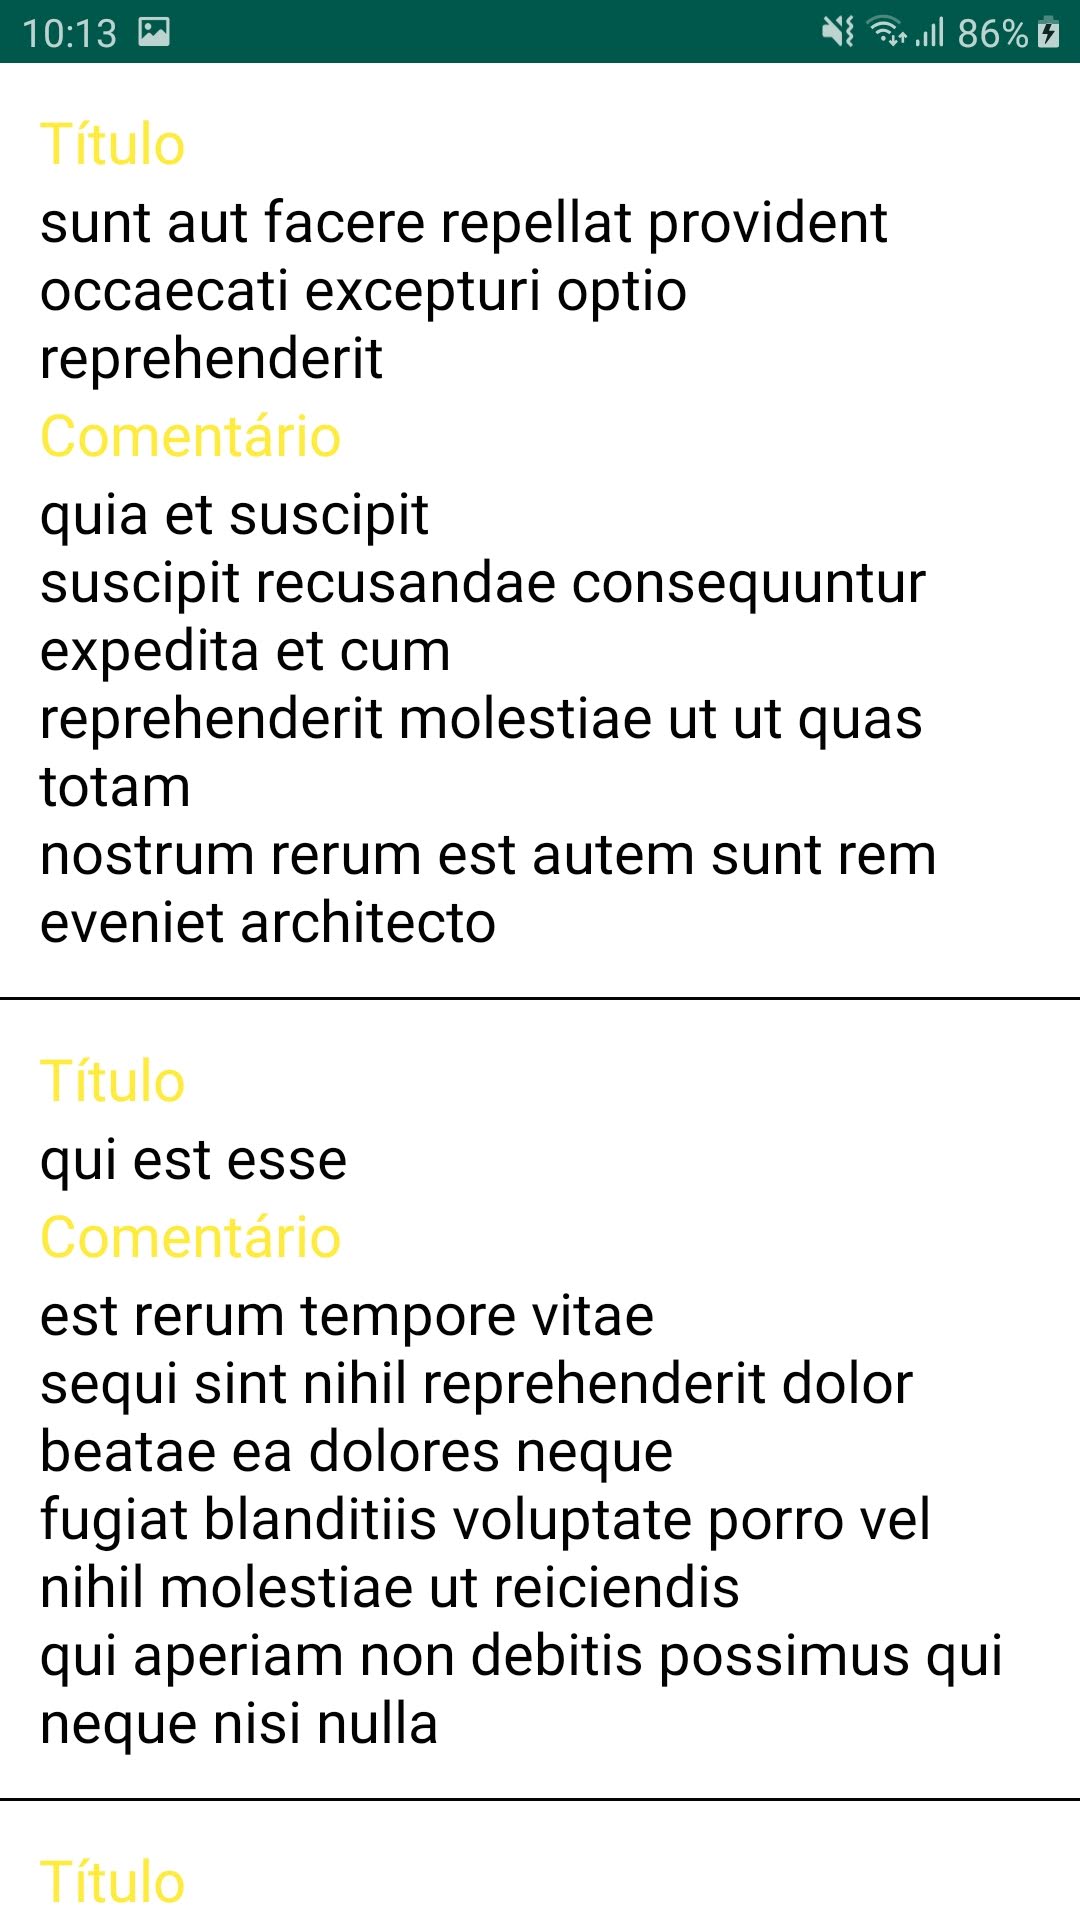 10:13 86%
Título
sunt aut facere repellat provident
occaecati excepturi optio
reprehenderit
Comentário
quia et suscipit
suscipit recusandae consequuntur
expedita et cum
reprehenderit molestiae ut ut quas
totam
nostrum rerum est autem sunt rem
eveniet architecto
Título
qui est esse
Comentário
est rerum tempore vitae
sequi sint nihil reprehenderit dolor
beatae ea dolores neque
fugiat blanditiis voluptate porro vel
nihil molestiae ut reiciendis
qui aperiam non debitis possimus qui
neque nisi nulla
Título